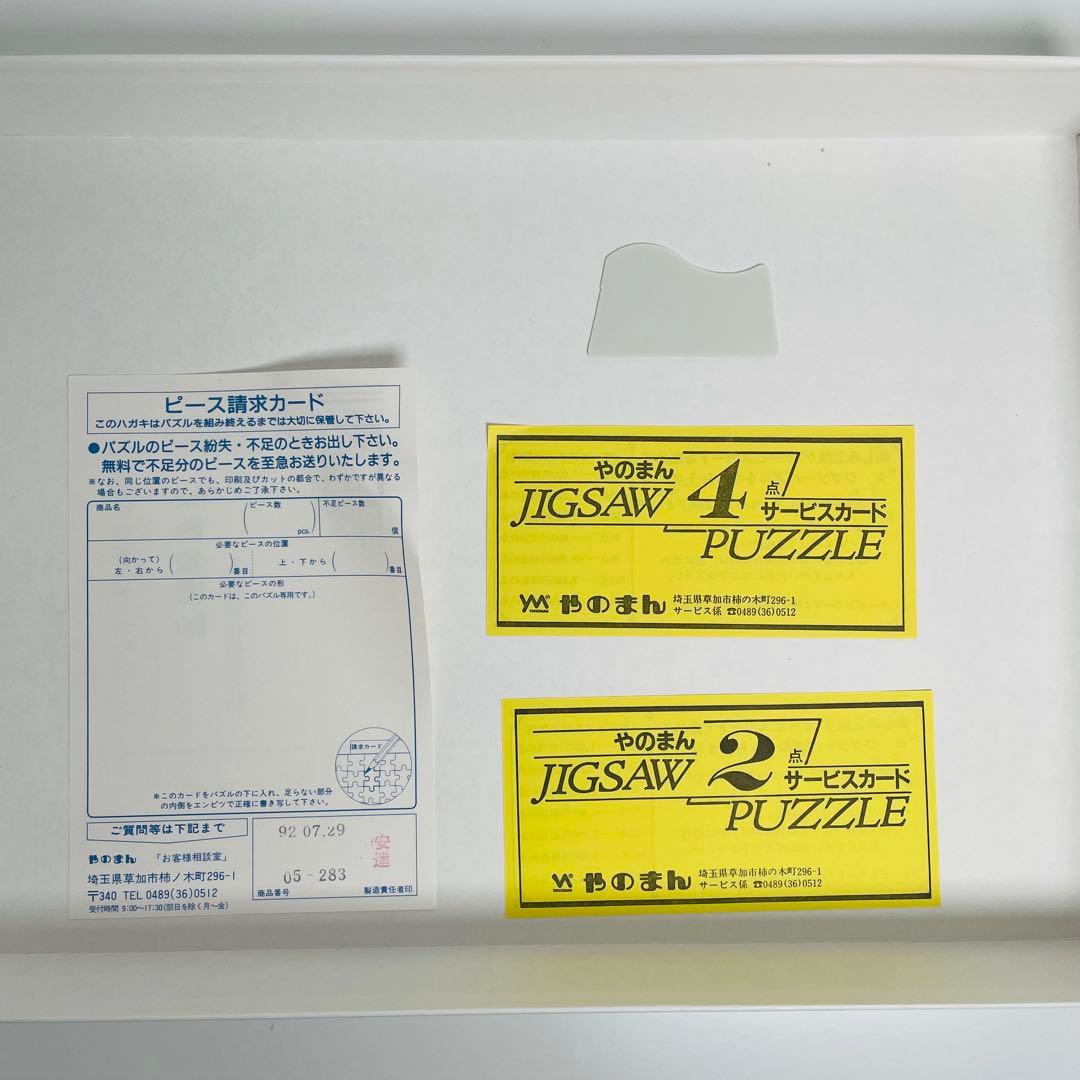 ピース請求カード
このハガキはパズルを組み終えるまでは大切に保管して下さい。
●パズルのピース紛失・不足のときお出し下さい。
無料で不足分のピースを至急お送りいたします。
※なお、同じ位置のピースでも、印刷及びカットの都合で、わずかですが異なる
場合もございますので、あらかじめご了承下さい。
商品名
ピース数
pcs.
不足ピース数
個
必要なピースの位置
(向かって)
左・右から
番目
上・下から
番目
必要なピースの形
(このカードは、このパズル専用です。)
請求カード
※このカードをパズルの下に入れ、足らない部分
の内側をエンピツで正確に書き写して下さい。
ご質問等は下記まで
やのまん 「お客様相談室」
埼玉県草加市柿ノ木町296-1
〒340 TEL 0489(36)0512
受付時間 9:00〜17:30(祭日を除く月〜金)
92 07.29
安達
05-283
商品番号
製造責任者印
やのまん
JIGSAW 4点 サービスカード
PUZZLE
YANOMAN
やのまん
埼玉県草加市柿の木町296-1
サービス係 ☎0489(36)0512
やのまん
JIGSAW 2点 サービスカード
PUZZLE
YANOMAN
やのまん
埼玉県草加市柿の木町296-1
サービス係 ☎0489(36)0512